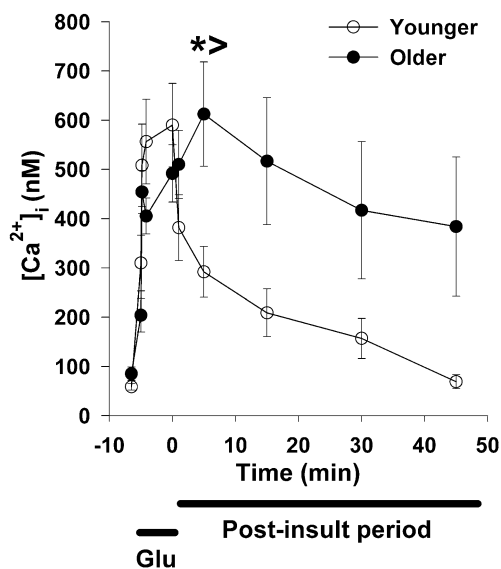 800
700
600
500
400
300
200
100
0
[Ca2+]i (nM)
*>
Younger
Older
-10 0 10 20 30 40 50
Time (min)
Post-insult period
Glu